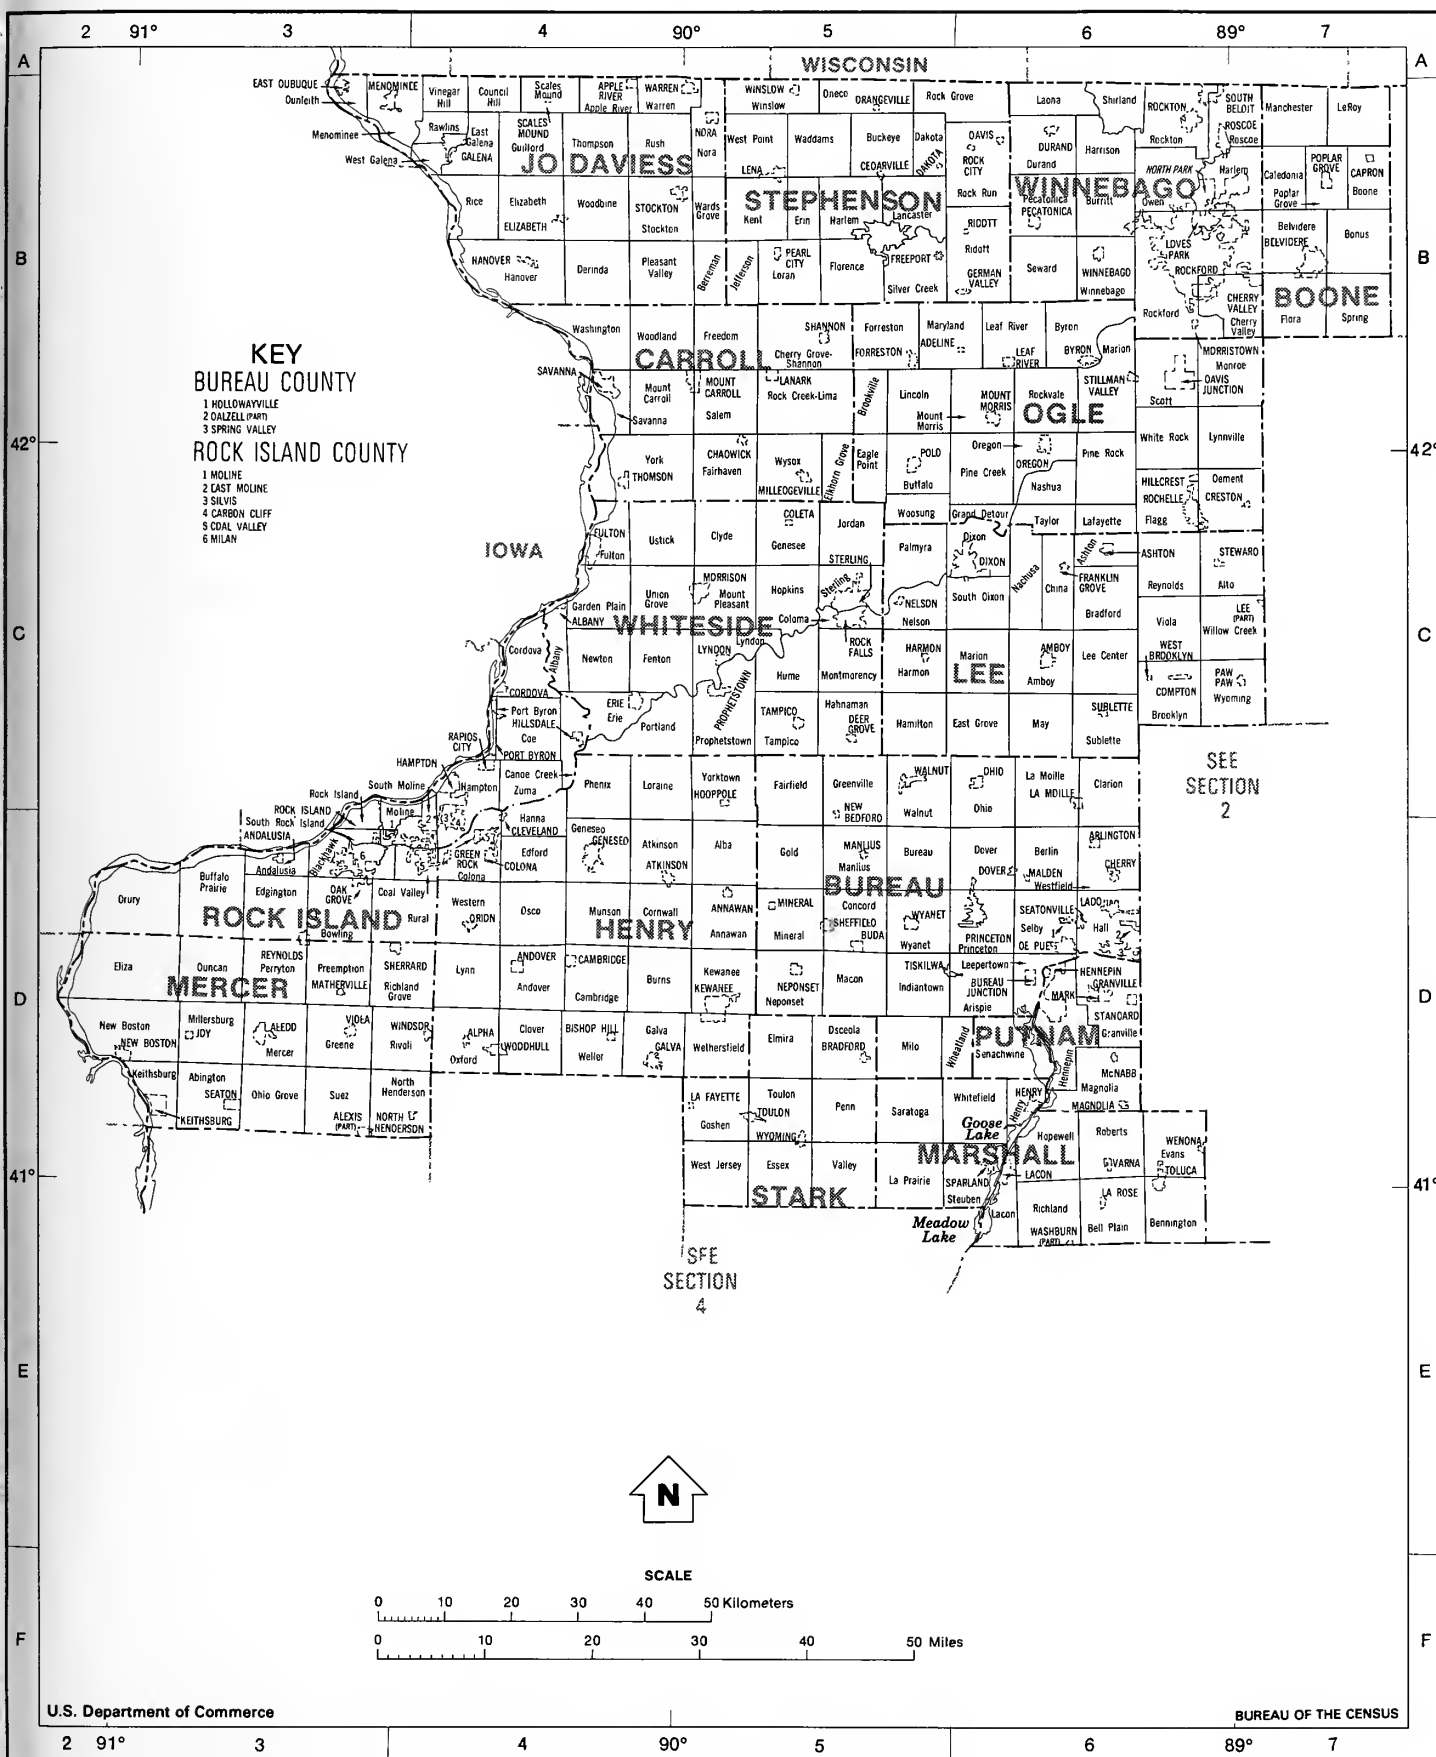 2 91° 3 4 90° 5 6 89° 7
A WISCONSIN A
EAST DUBUQUE
Dunleith
MENOMINEE
Vinegar Hill
Council Hill
Scales Mound
APPLE RIVER
Apple River
WARREN
Warren
WINSLOW
Winslow
Oneco
ORANGEVILLE
Rock Grove
Laona
Shirland
ROCKTON
Rockton
SOUTH BELOIT
ROSCOE
Roscoe
Manchester
LeRoy
Menominee
Rawlins
East Galena
GALENA
West Galena
SCALES MOUND
Guilford
Thompson
Rush
NORA
Nora
West Point
LENA
Waddams
Buckeye
CEDARVILLE
Dakota
DAKOTA
DAVIS
ROCK CITY
Rock Run
DURAND
Durand
Harrison
NORTH PARK
Harlem
Owen
Caledonia
Poplar Grove
POPLAR GROVE
CAPRON
Boone
JO DAVIESS
STEPHENSON
WINNEBAGO
BOONE
Rice
Elizabeth
ELIZABETH
Woodbine
STOCKTON
Stockton
Wards Grove
Kent
Erin
Harlem
Lancaster
FREEPORT
RIDOTT
Ridott
Pecatonica
PECATONICA
Burritt
LOVES PARK
ROCKFORD
Rockford
Belvidere
BELVIDERE
Bonus
B B
HANOVER
Hanover
Derinda
Pleasant Valley
Berreman
Jefferson
PEARL CITY
Loran
Florence
Silver Creek
GERMAN VALLEY
Seward
WINNEBAGO
Winnebago
CHERRY VALLEY
Cherry Valley
Flora
Spring
Washington
Woodland
Freedom
SHANNON
Cherry Grove-Shannon
Forreston
FORRESTON
Maryland
ADELINE
Leaf River
LEAF RIVER
Byron
BYRON
Marion
MORRISTOWN
Monroe
DAVIS JUNCTION
Scott
CARROLL
OGLE
SAVANNA
Savanna
Mount Carroll
MOUNT CARROLL
Salem
LANARK
Rock Creek-Lima
Brookville
Lincoln
Mount Morris
MOUNT MORRIS
Rockvale
STILLMAN VALLEY
KEY
BUREAU COUNTY
1 HOLLOWAYVILLE
2 DALZELL (PART)
3 SPRING VALLEY
ROCK ISLAND COUNTY
1 MOLINE
2 EAST MOLINE
3 SILVIS
4 CARBON CLIFF
5 COAL VALLEY
6 MILAN
42° 42°
York
THOMSON
CHADWICK
Fairhaven
Wysox
MILLEDGEVILLE
Elkhorn Grove
Eagle Point
POLO
Buffalo
Oregon
OREGON
Pine Creek
Nashua
Pine Rock
White Rock
Lynnville
HILLCREST
ROCHELLE
Flagg
Dement
CRESTON
IOWA
FULTON
Fulton
Ustick
Clyde
COLETA
Genesee
Jordan
STERLING
Sterling
Woosung
Palmyra
Grand Detour
Dixon
DIXON
Taylor
Nachusa
Lafayette
Ashton
ASHTON
FRANKLIN GROVE
China
Bradford
Reynolds
STEWARD
Alto
C C
Garden Plain
ALBANY
Albany
Union Grove
MORRISON
Mount Pleasant
Hopkins
Coloma
ROCK FALLS
NELSON
Nelson
South Dixon
Viola
LEE (PART)
Willow Creek
WHITESIDE
LEE
Cordova
CORDOVA
Newton
Fenton
LYNDON
Lyndon
Hume
Montmorency
HARMON
Harmon
Marion
AMBOY
Amboy
Lee Center
WEST BROOKLYN
COMPTON
Brooklyn
PAW PAW
Wyoming
Port Byron
HILLSDALE
Coe
PORT BYRON
RAPIDS CITY
ERIE
Erie
Portland
PROPHETSTOWN
Prophetstown
TAMPICO
Tampico
Hahnaman
DEER GROVE
Hamilton
East Grove
May
SUBLETTE
Sublette
SEE SECTION 2
HAMPTON
Hampton
South Moline
Rock Island
ROCK ISLAND
South Rock Island
ANDALUSIA
Andalusia
Moline
1 2 3 4 5 6
Blackhawk
Canoe Creek
Zuma
Hanna
CLEVELAND
GREEN ROCK
Colona
COLONA
Phenix
Loraine
Yorktown
HOOPPOLE
Fairfield
Greenville
NEW BEDFORD
WALNUT
Walnut
OHIO
Ohio
La Moille
LA MOILLE
Clarion
Geneseo
GENESEO
Edford
Atkinson
ATKINSON
Alba
Gold
MANLIUS
Manlius
Bureau
Dover
DOVER
Berlin
MALDEN
Westfield
ARLINGTON
CHERRY
Drury
Buffalo Prairie
Edgington
OAK GROVE
Coal Valley
Rural
Bowling
Western
ORION
Osco
Munson
Cornwall
ANNAWAN
Annawan
MINERAL
Mineral
Concord
SHEFFIELD
BUDA
WYANET
Wyanet
PRINCETON
Princeton
SEATONVILLE
Selby
DE PUE
LADD
Hall
ROCK ISLAND
HENRY
BUREAU
D D
Eliza
Duncan
REYNOLDS
Perryton
Preemption
MATHERVILLE
SHERRARD
Richland Grove
Lynn
ANDOVER
Andover
CAMBRIDGE
Cambridge
Burns
Kewanee
KEWANEE
NEPONSET
Neponset
Macon
TISKILWA
Indiantown
Leepertown
BUREAU JUNCTION
Arispie
HENNEPIN
GRANVILLE
MARK
STANDARD
Granville
MERCER
PUTNAM
New Boston
NEW BOSTON
Millersburg
JOY
ALEDO
Mercer
VIOLA
Greene
WINDSOR
Rivoli
ALPHA
Oxford
Clover
WOODHULL
BISHOP HILL
Weller
Galva
GALVA
Wethersfield
Elmira
Osceola
BRADFORD
Milo
Wheatland
Senachwine
Hennepin
McNABB
Magnolia
MAGNOLIA
Keithsburg
KEITHSBURG
Abington
SEATON
Ohio Grove
Suez
ALEXIS (PART)
North Henderson
NORTH HENDERSON
LA FAYETTE
Goshen
Toulon
TOULON
WYOMING
Penn
Saratoga
Whitefield
HENRY
Henry
Goose Lake
Hopewell
Roberts
VARNA
WENONA
Evans
TOLUCA
MARSHALL
STARK
41° 41°
West Jersey
Essex
Valley
La Prairie
SPARLAND
Steuben
LACON
Lacon
Richland
WASHBURN (PART)
LA ROSE
Bell Plain
Bennington
Meadow Lake
SEE SECTION 4
E E
N
SCALE
0 10 20 30 40 50 Kilometers
0 10 20 30 40 50 Miles
F F
U.S. Department of Commerce BUREAU OF THE CENSUS
2 91° 3 4 90° 5 6 89° 7